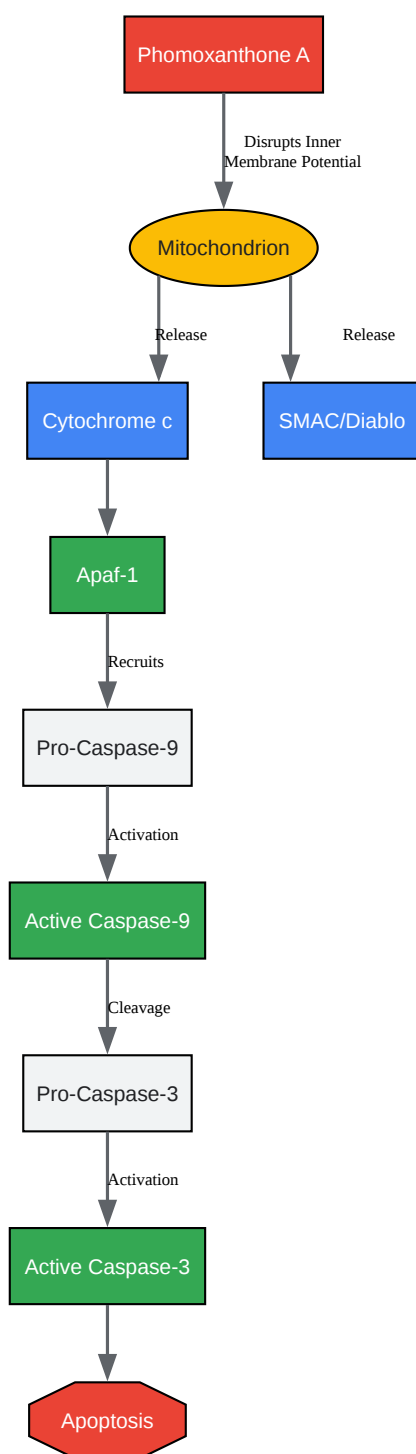 Phomoxanthone A
Disrupts Inner
Membrane Potential
Mitochondrion
Release
Release
Cytochrome c
SMAC/Diablo
Apaf-1
Recruits
Pro-Caspase-9
Activation
Active Caspase-9
Cleavage
Pro-Caspase-3
Activation
Active Caspase-3
Apoptosis